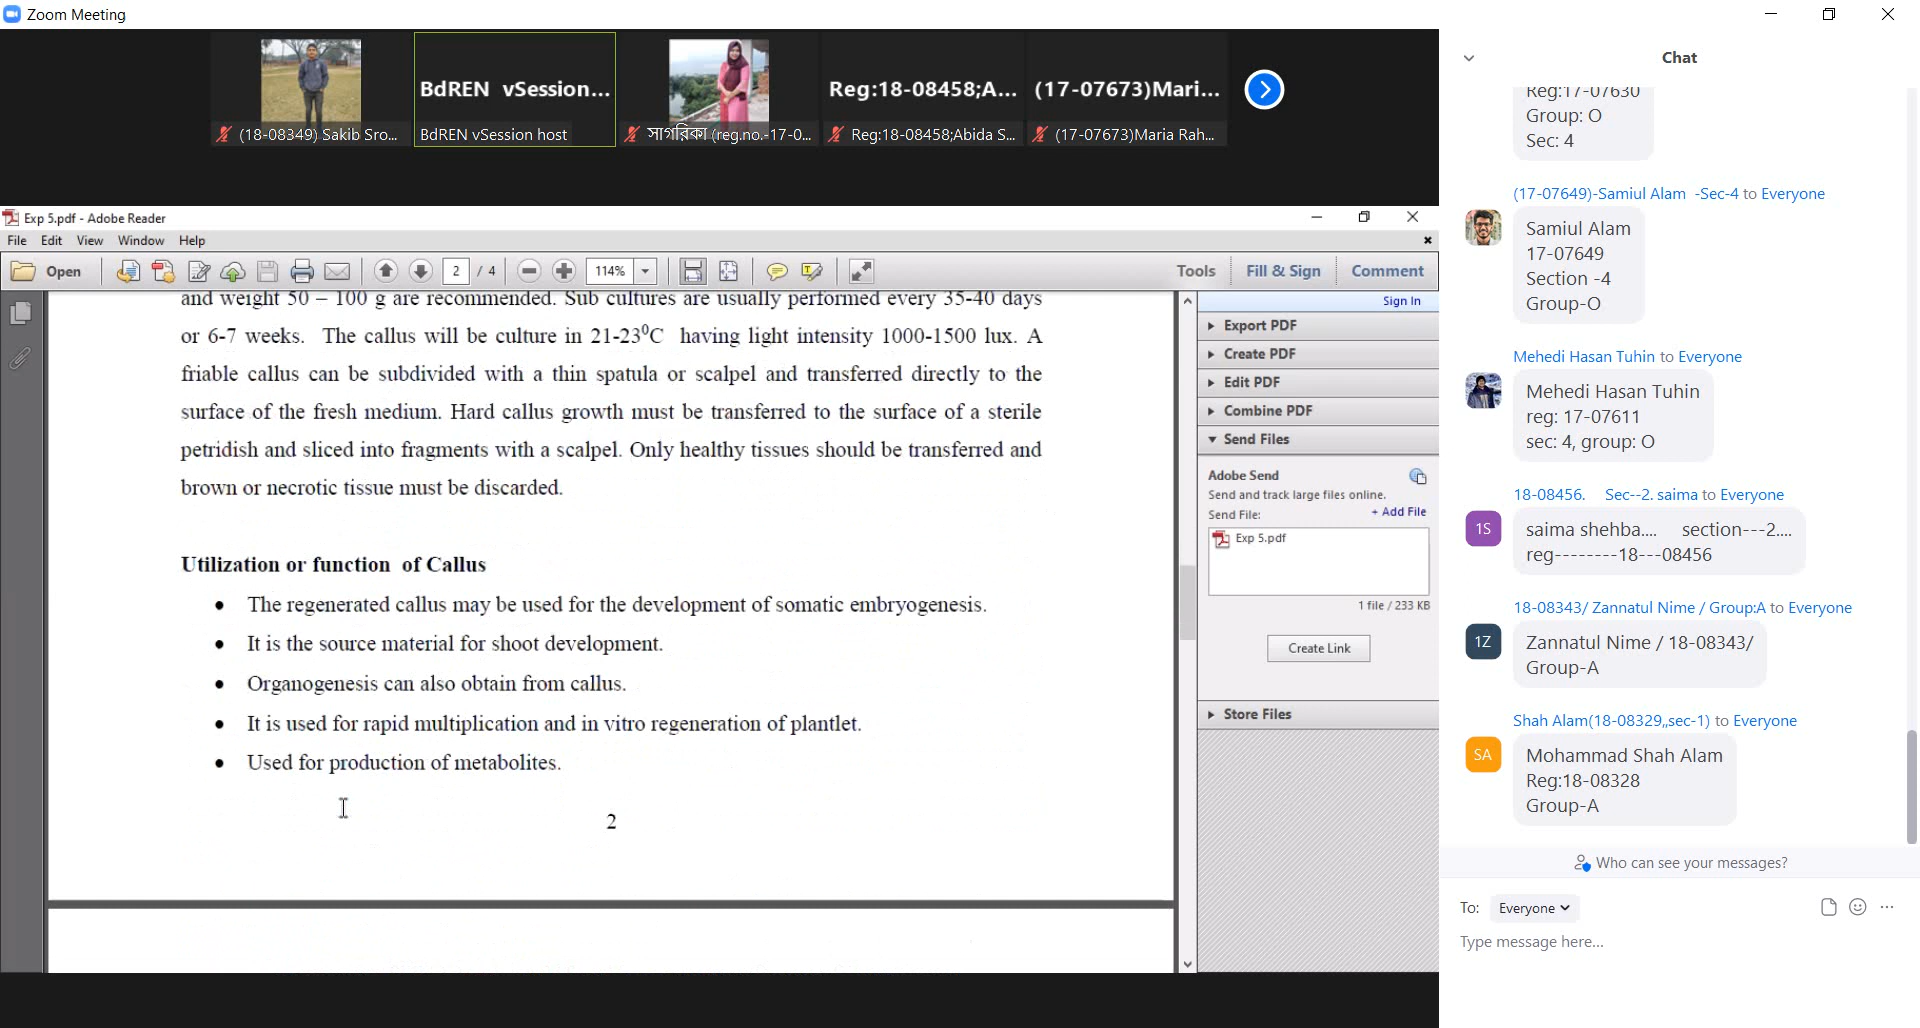 Zoom Meeting
BdREN vSession...
Reg:18-08458;A...
(17-07673)Mari...
(18-08349) Sakib Sro...
BdREN vSession host
সাগরিকা (reg.no.-17-0...
Reg:18-08458;Abida S...
(17-07673)Maria Rah...
Exp 5.pdf - Adobe Reader
File Edit View Window Help
Open
2 / 4
114%
Tools
Fill & Sign
Comment
and weight 50 – 100 g are recommended. Sub cultures are usually performed every 35-40 days
or 6-7 weeks. The callus will be culture in 21-23⁰C having light intensity 1000-1500 lux. A
friable callus can be subdivided with a thin spatula or scalpel and transferred directly to the
surface of the fresh medium. Hard callus growth must be transferred to the surface of a sterile
petridish and sliced into fragments with a scalpel. Only healthy tissues should be transferred and
brown or necrotic tissue must be discarded.
Utilization or function of Callus
• The regenerated callus may be used for the development of somatic embryogenesis.
• It is the source material for shoot development.
• Organogenesis can also obtain from callus.
• It is used for rapid multiplication and in vitro regeneration of plantlet.
• Used for production of metabolites.
2
Sign In
Export PDF
Create PDF
Edit PDF
Combine PDF
Send Files
Adobe Send
Send and track large files online.
Send File:
+ Add File
Exp 5.pdf
1 file / 233 KB
Create Link
Store Files
Chat
Reg:17-07630
Group: O
Sec: 4
(17-07649)-Samiul Alam -Sec-4 to Everyone
Samiul Alam
17-07649
Section -4
Group-O
Mehedi Hasan Tuhin to Everyone
Mehedi Hasan Tuhin
reg: 17-07611
sec: 4, group: O
18-08456. Sec--2. saima to Everyone
1S
saima shehba.... section---2....
reg--------18---08456
18-08343/ Zannatul Nime / Group:A to Everyone
1Z
Zannatul Nime / 18-08343/
Group-A
Shah Alam(18-08329,,sec-1) to Everyone
SA
Mohammad Shah Alam
Reg:18-08328
Group-A
Who can see your messages?
To: Everyone
Type message here...